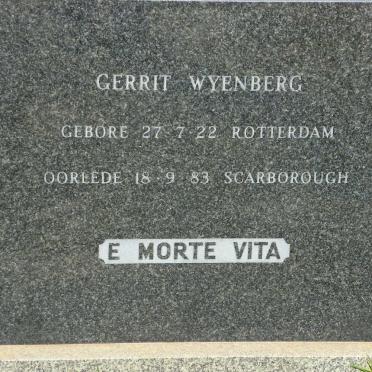 GERRIT WYENBERG
GEBORE 27·7·22 ROTTERDAM
OORLEDE 18·9·83 SCARBOROUGH
E MORTE VITA